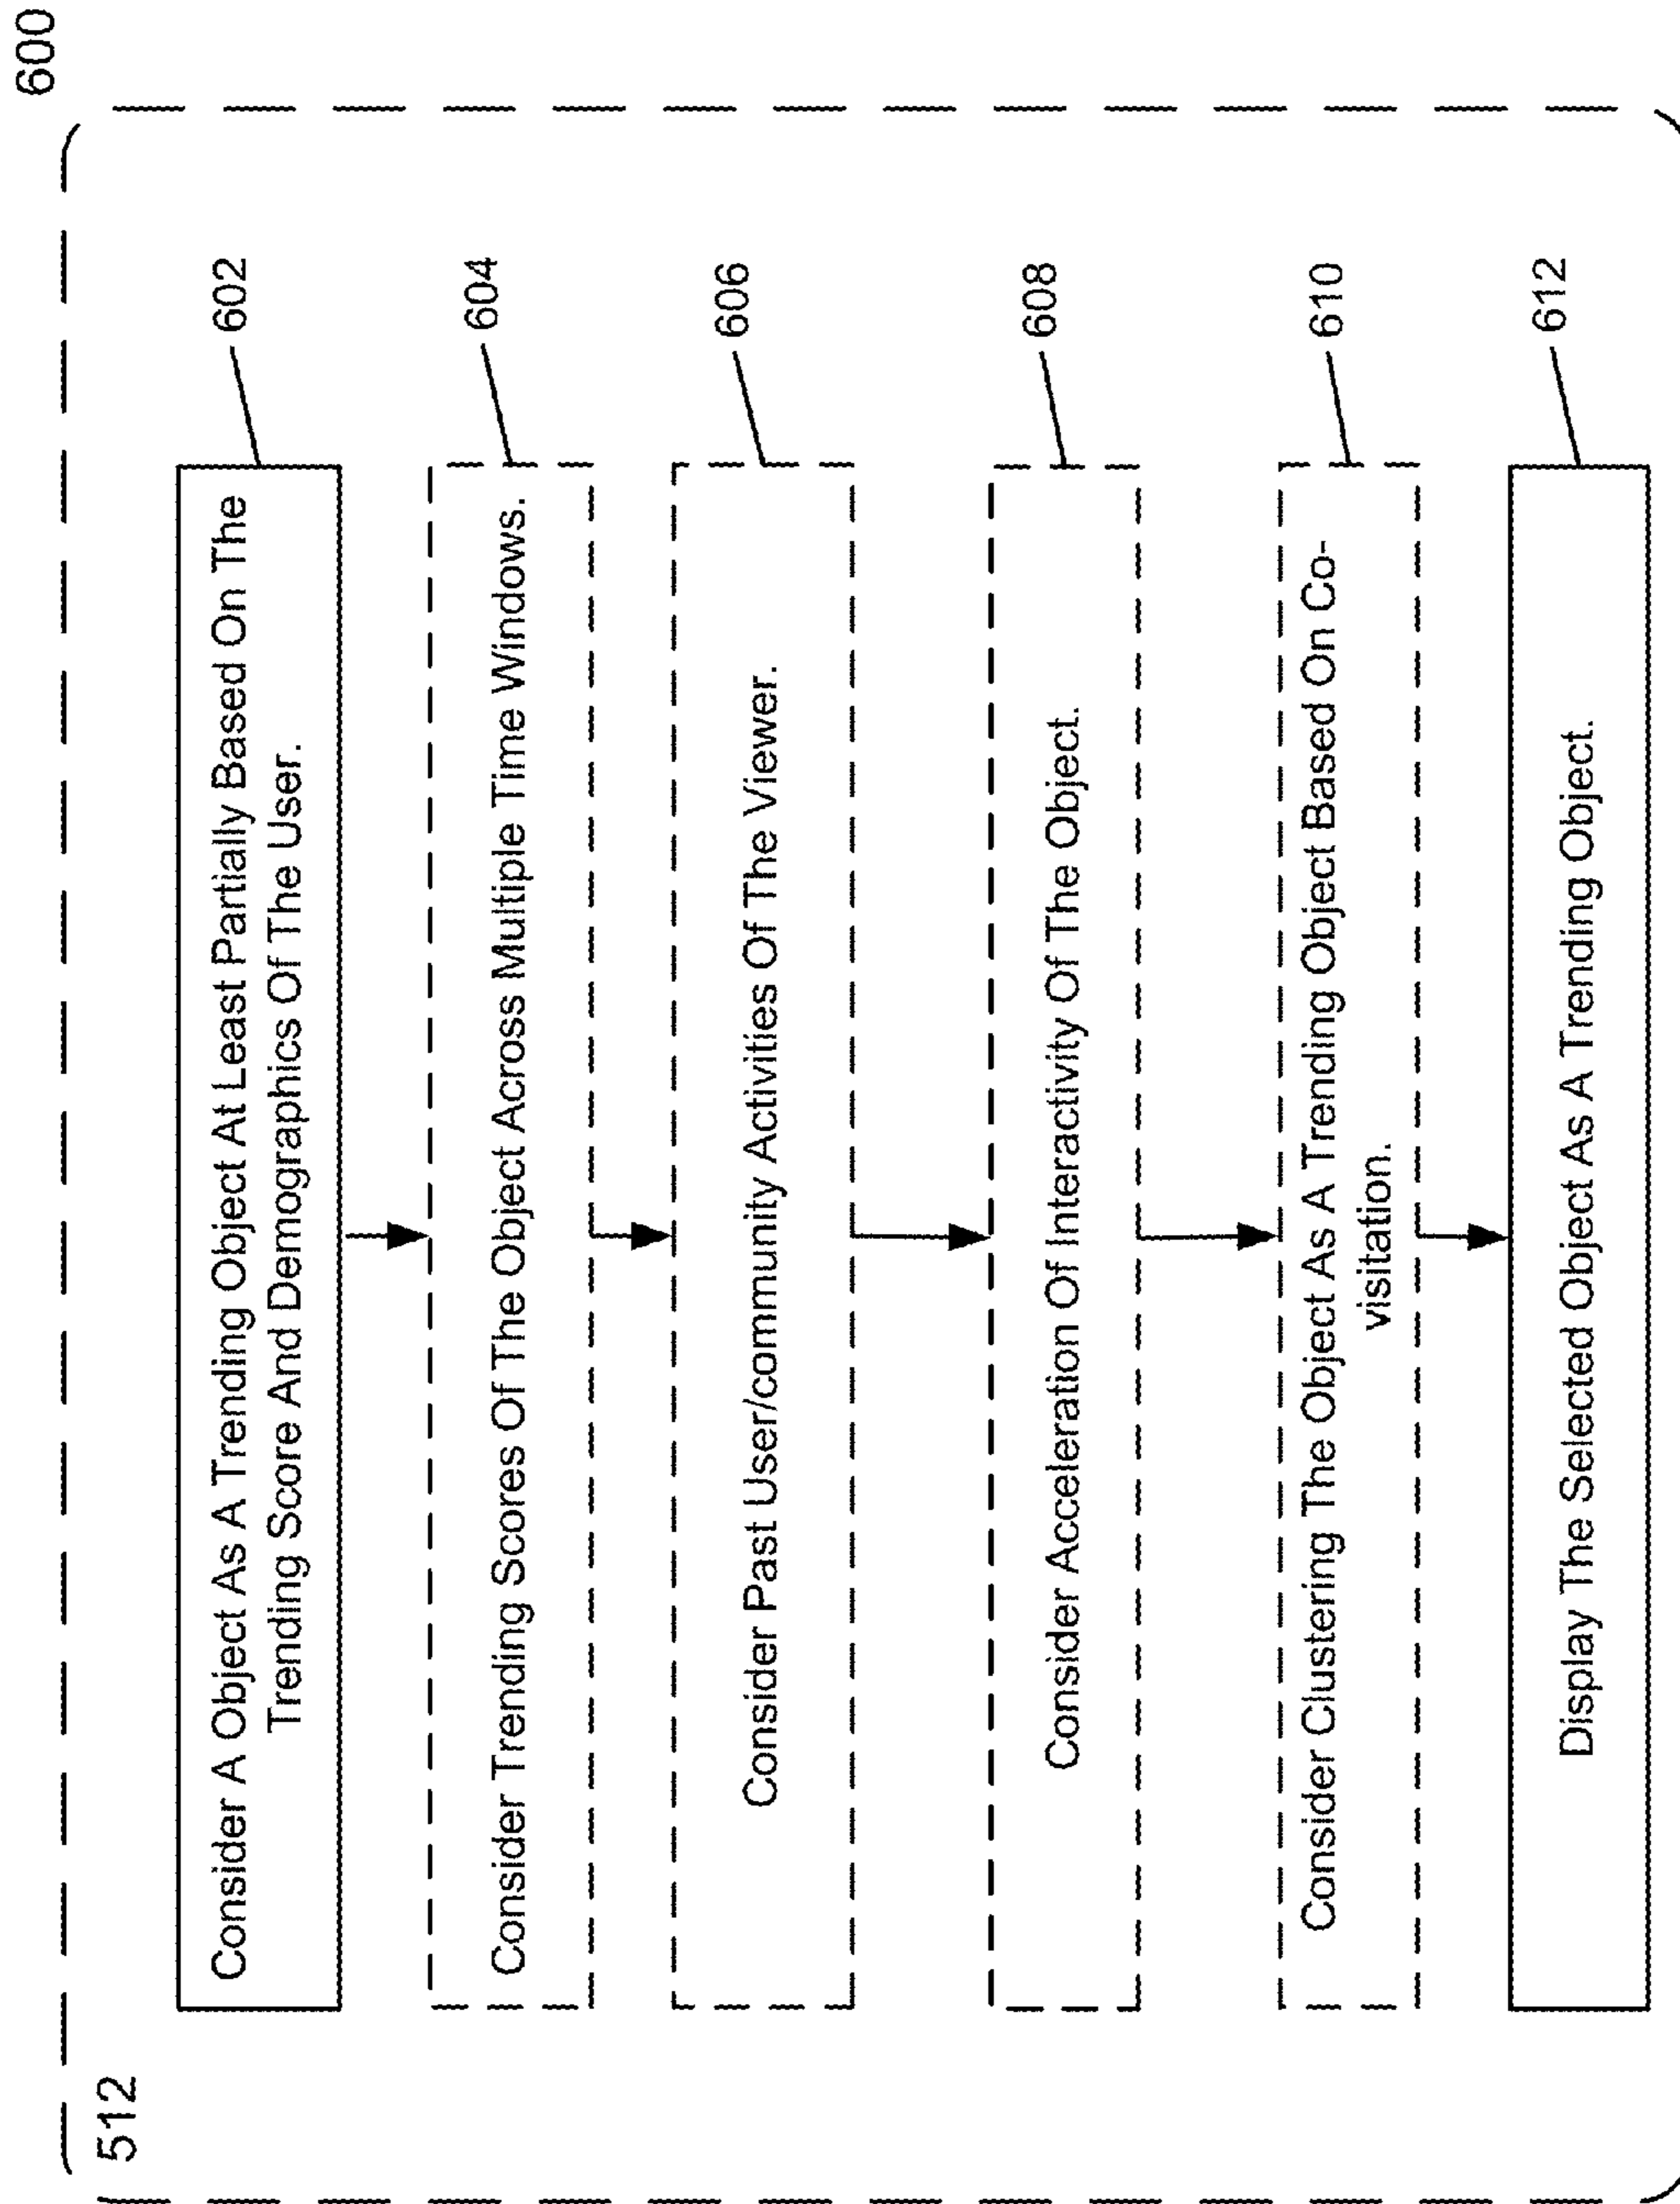 600
512
Consider A Object As A Trending Object At Least Partially Based On The
Trending Score And Demographics Of The User.
602
Consider Trending Scores Of The Object Across Multiple Time Windows.
604
Consider Past User/community Activities Of The Viewer.
606
Consider Acceleration Of Interactivity Of The Object.
608
Consider Clustering The Object As A Trending Object Based On Co-
visitation.
610
Display The Selected Object As A Trending Object.
612